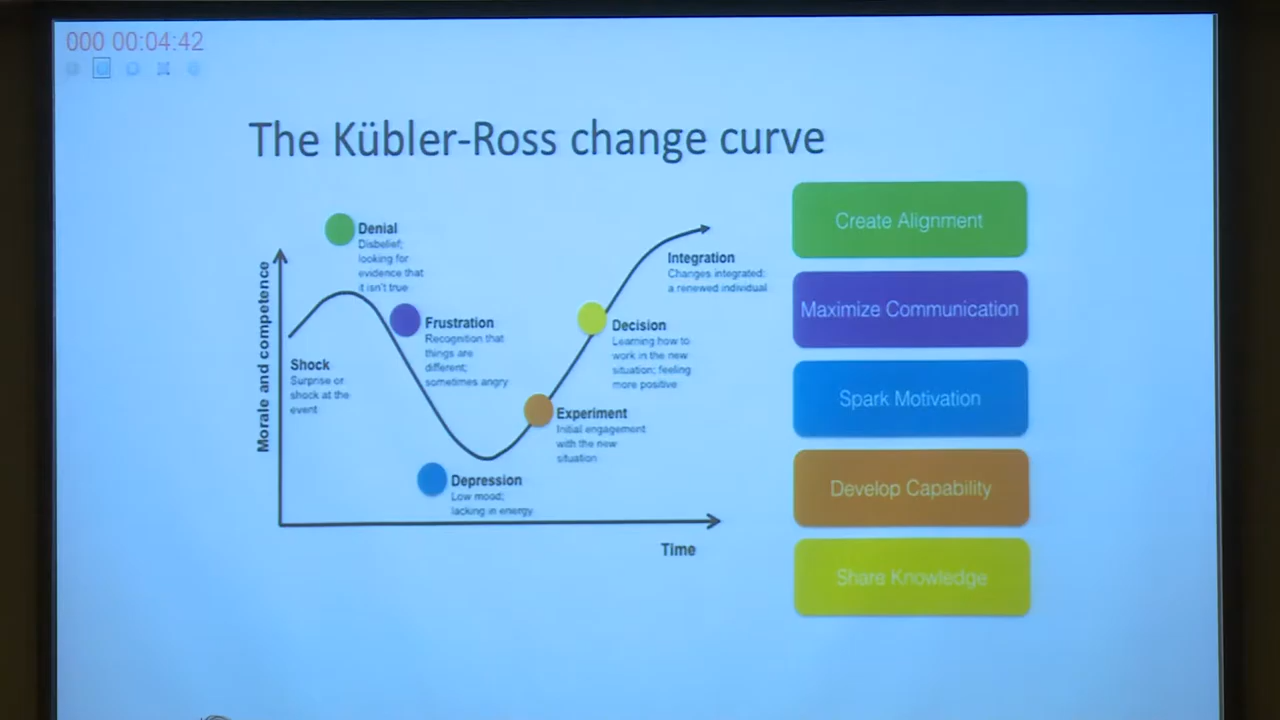 000 00:04:42
The Kübler-Ross change curve
Morale and competence
Denial
Disbelief;
looking for
evidence that
it isn't true
Shock
Surprise or
shock at the
event
Frustration
Recognition that
things are
different;
sometimes angry
Depression
Low mood;
lacking in energy
Experiment
Initial engagement
with the new
situation
Decision
Learning how to
work in the new
situation; feeling
more positive
Integration
Changes integrated;
a renewed individual
Time
Create Alignment
Maximize Communication
Spark Motivation
Develop Capability
Share Knowledge